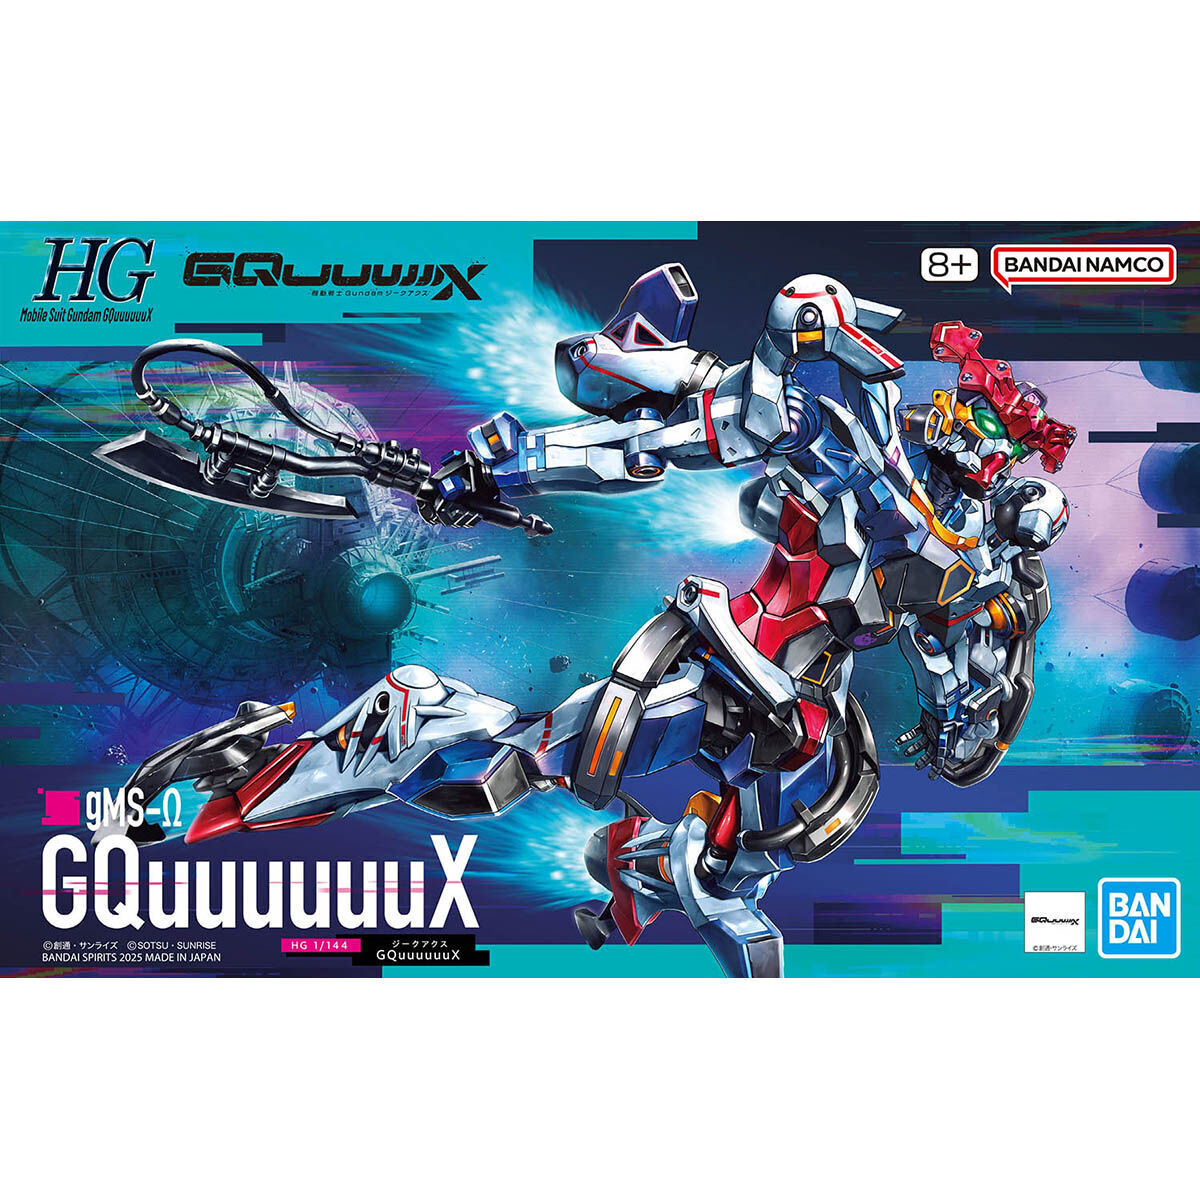 HG
Mobile Suit Gundam GQuuuuuuX
GQuuuuuuX
機動戦士Gundam ジークアクス
8+
BANDAI NAMCO
gMS-Ω
GQuuuuuuX
HG 1/144
ジークアクス
GQuuuuuuX
©創通・サンライズ ©SOTSU・SUNRISE
BANDAI SPIRITS 2025 MADE IN JAPAN
GQuuuuuuX
©創通・サンライズ
BAN
DAI